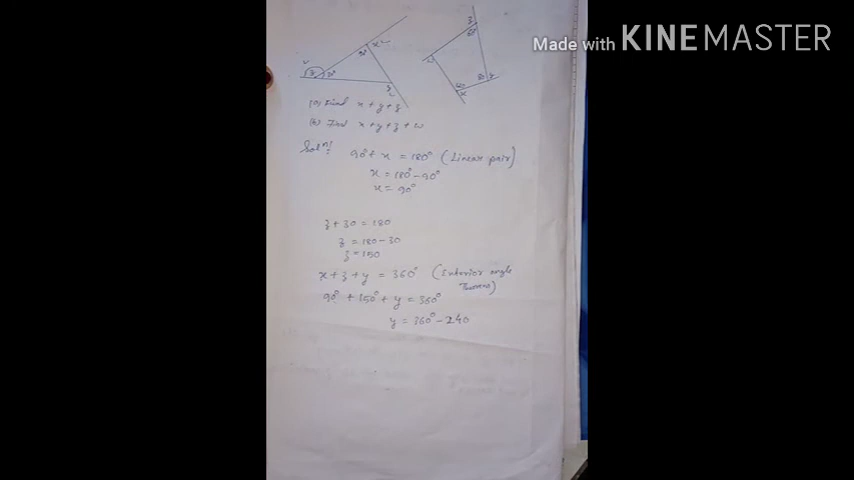 Made with KINEMASTER
(a) Find x + y + z
(b) Find x + y + z + w
Solⁿ:
90° + x = 180° (Linear pair)
x = 180° - 90°
x = 90°
z + 30 = 180
z = 180 - 30
z = 150
x + z + y = 360° (Exterior angle
90° + 150° + y = 360°
y = 360° - 240